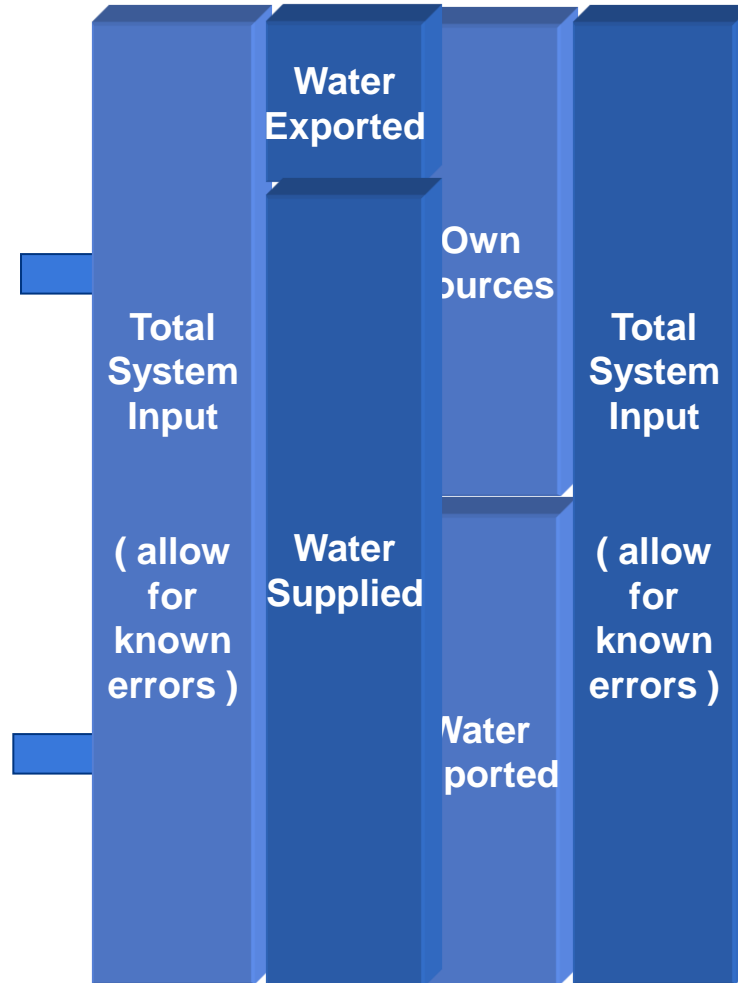 Total
System
Input
( allow
for
known
errors )
Water
Exported
Water
Supplied
Own
ources
Water
ported
Total
System
Input
( allow
for
known
errors )